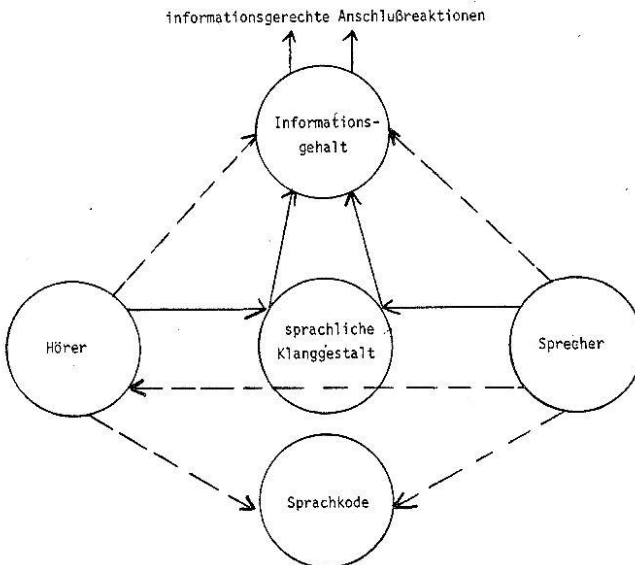 informationsgerechte Anschlußreaktionen
Informations-
gehalt
Hörer
sprachliche
Klanggestalt
Sprecher
Sprachkode